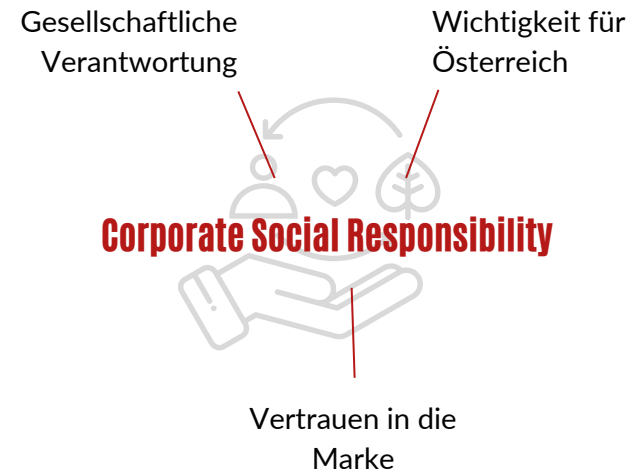 Gesellschaftliche
Verantwortung
Wichtigkeit für
Österreich
Corporate Social Responsibility
Vertrauen in die
Marke